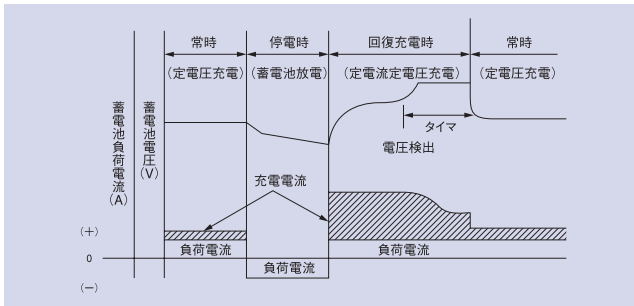 常時
停電時
回復充電時
常時
(定電圧充電)
(蓄電池放電)
(定電流定電圧充電)
(定電圧充電)
蓄電池負荷電流(A)
蓄電池電圧(V)
タイマ
電圧検出
充電電流
(+)
負荷電流
負荷電流
0
負荷電流
(−)